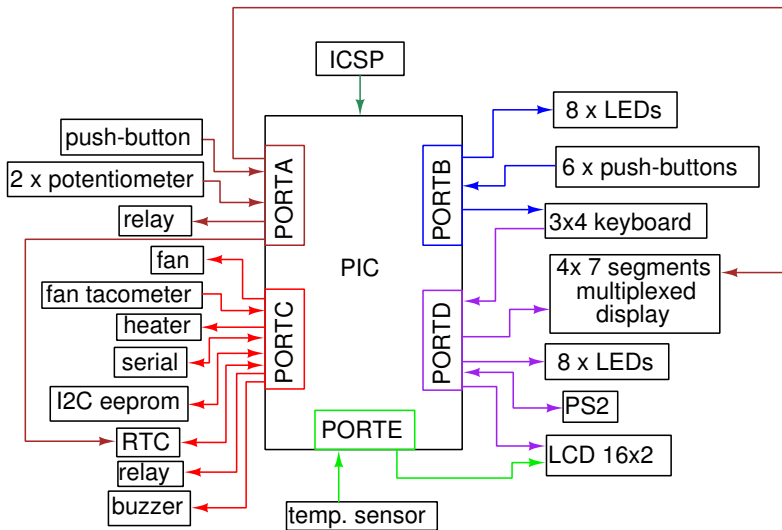 ICSP
push-button
2 x potentiometer
relay
fan
fan tacometer
heater
serial
I2C eeprom
RTC
relay
buzzer
PORTA
PORTC
PIC
PORTB
PORTD
PORTE
temp. sensor
8 x LEDs
6 x push-buttons
3x4 keyboard
4x 7 segments
multiplexed
display
8 x LEDs
PS2
LCD 16x2